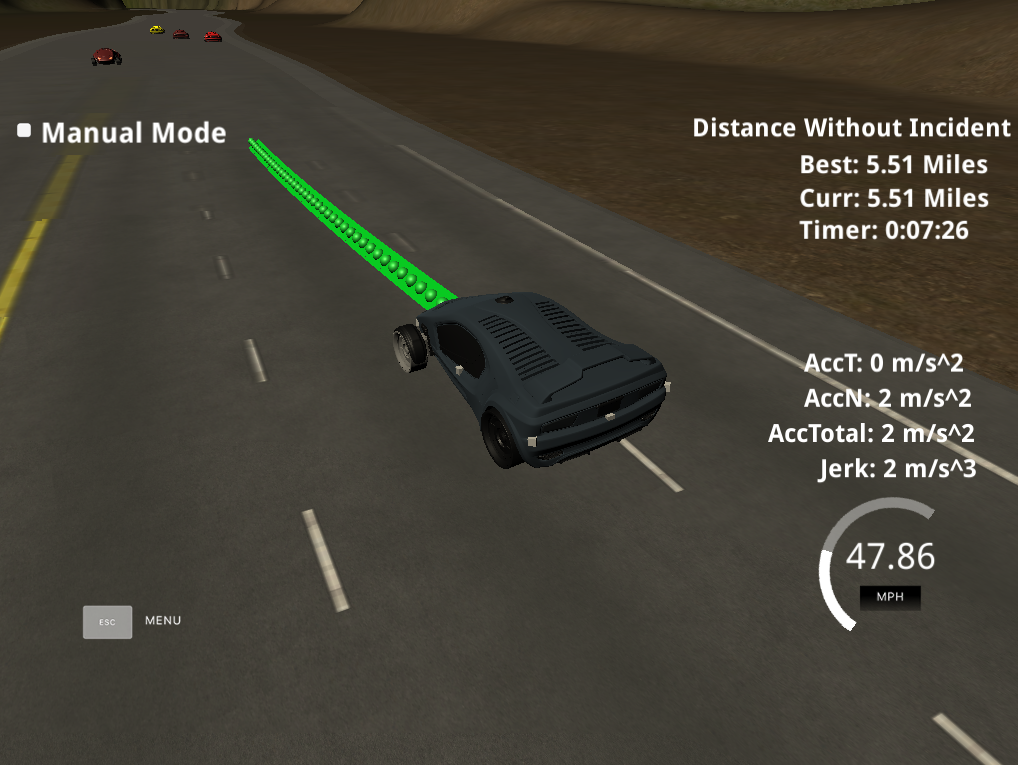 Manual Mode
Distance Without Incident
Best: 5.51 Miles
Curr: 5.51 Miles
Timer: 0:07:26
AccT: 0 m/s^2
AccN: 2 m/s^2
AccTotal: 2 m/s^2
Jerk: 2 m/s^3
47.86
MPH
ESC MENU